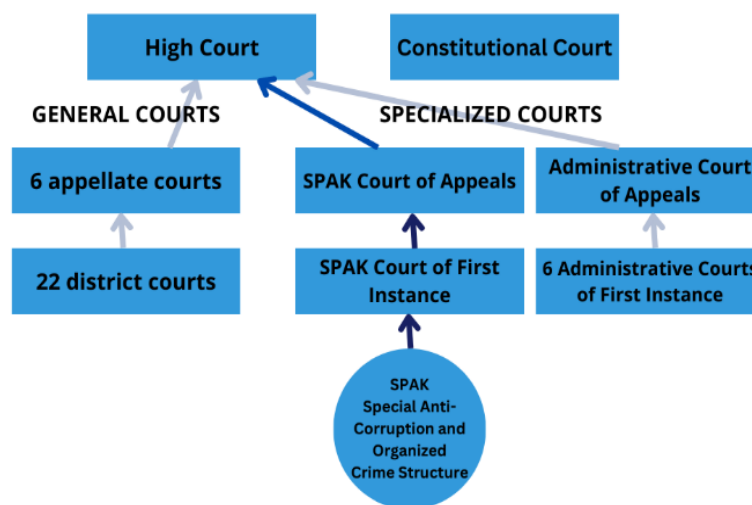 High Court
Constitutional Court
GENERAL COURTS
SPECIALIZED COURTS
6 appellate courts
SPAK Court of Appeals
Administrative Court
of Appeals
22 district courts
SPAK Court of First
Instance
6 Administrative Courts
of First Instance
SPAK
Special Anti-
Corruption and
Organized
Crime Structure